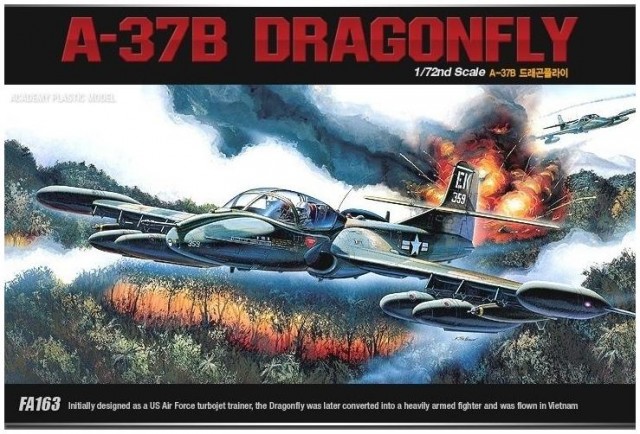 A-37B DRAGONFLY
1/72nd Scale A-37B 드래곤플라이
ACADEMY PLASTIC MODEL
EK
359
359
FA163 Initially designed as a US Air Force turbojet trainer, the Dragonfly was later converted into a heavily armed fighter and was flown in Vietnam